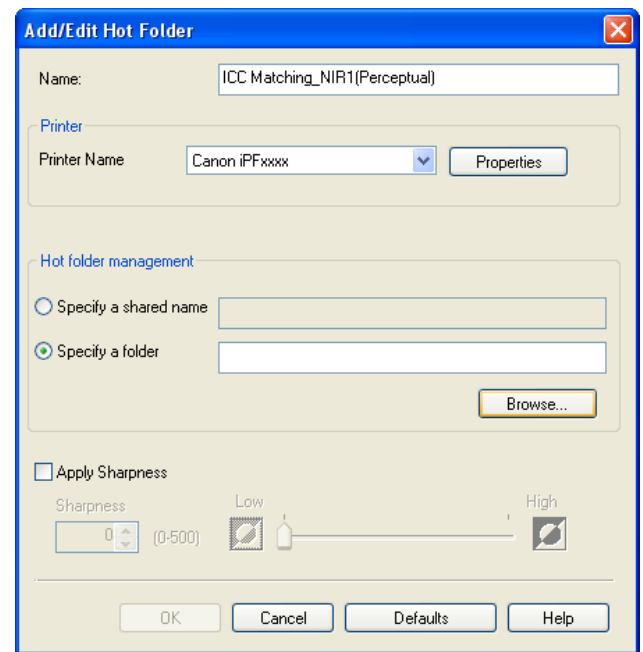 Add/Edit Hot Folder
Name: ICC Matching_NIR1(Perceptual)
Printer
Printer Name Canon iPFxxxx Properties
Hot folder management
Specify a shared name
Specify a folder
Browse...
Apply Sharpness
Sharpness Low High
0 (0-500)
OK Cancel Defaults Help